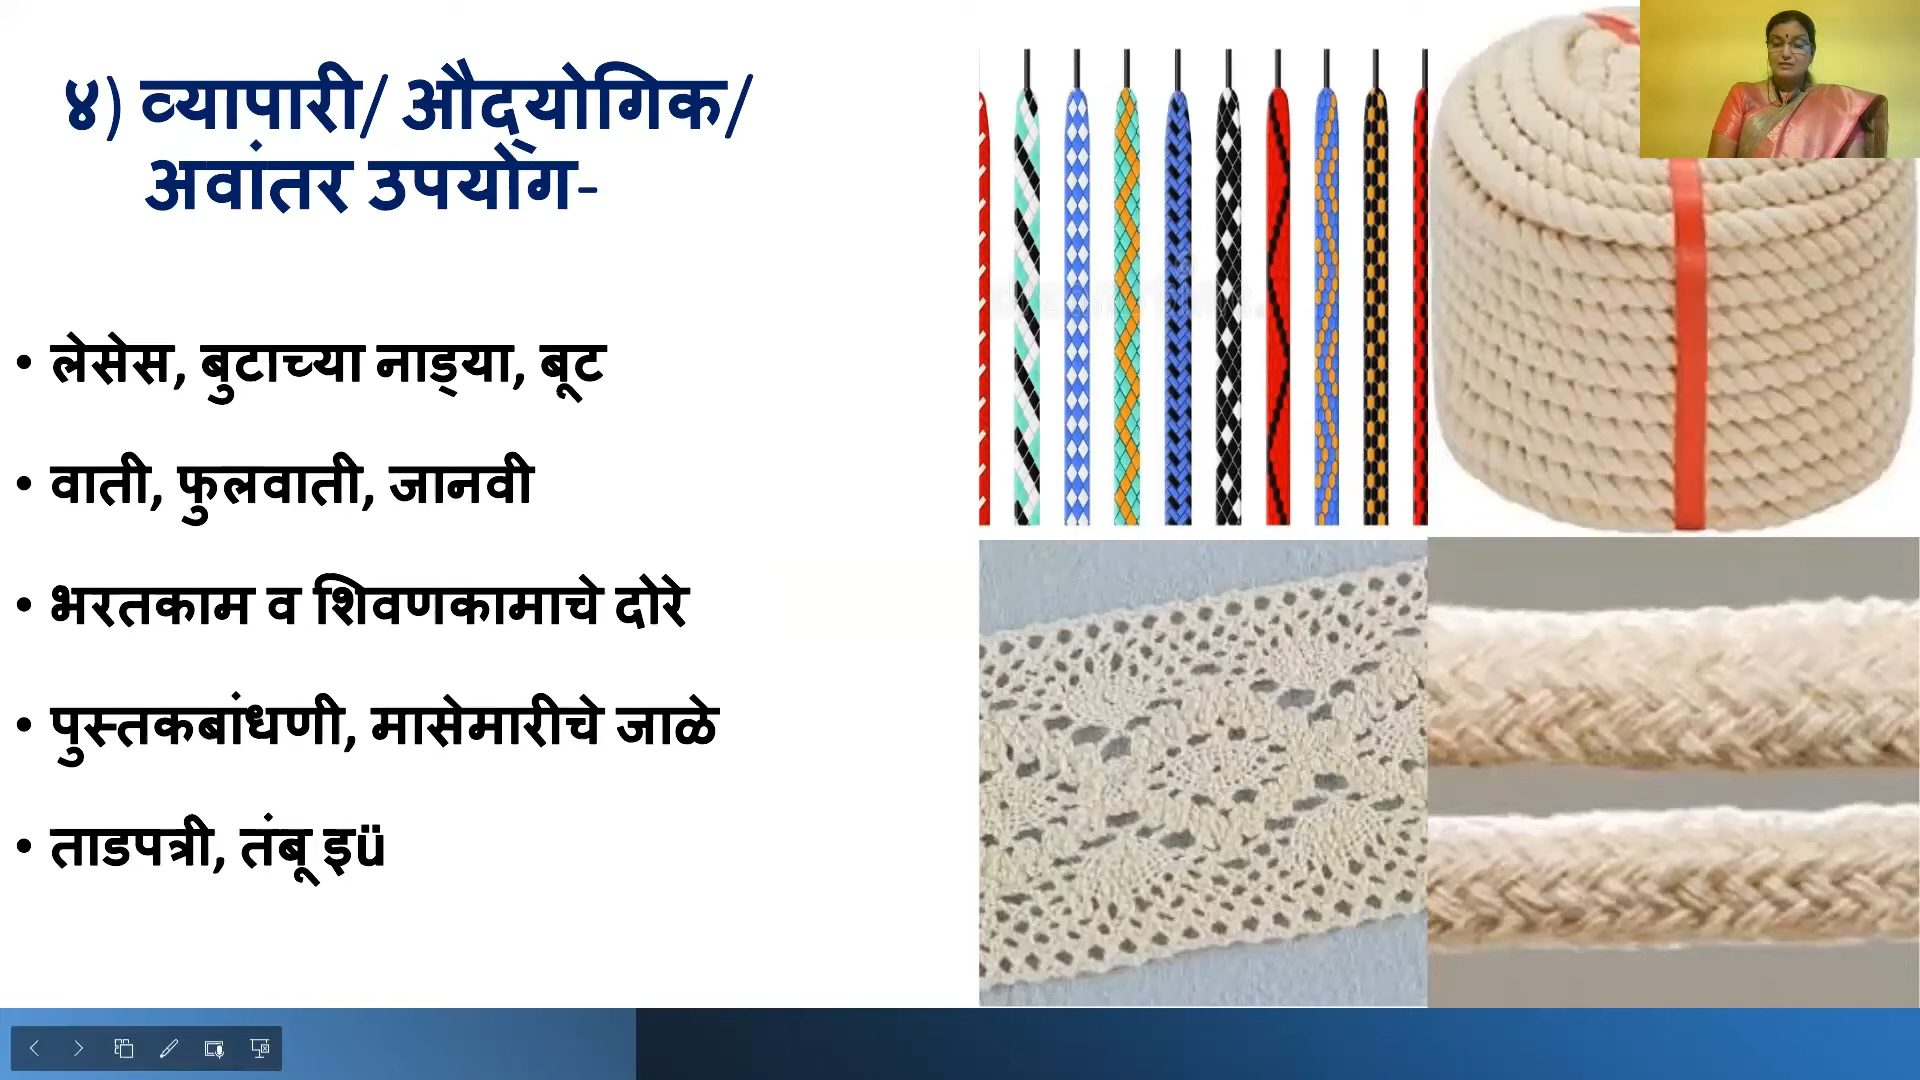 ४) व्यापारी/ औद्योगिक/
अवांतर उपयोग-
• लेसेस, बुटाच्या नाड्या, बूट
• वाती, फुलवाती, जानवी
• भरतकाम व शिवणकामाचे दोरे
• पुस्तकबांधणी, मासेमारीचे जाळे
• ताडपत्री, तंबू इü